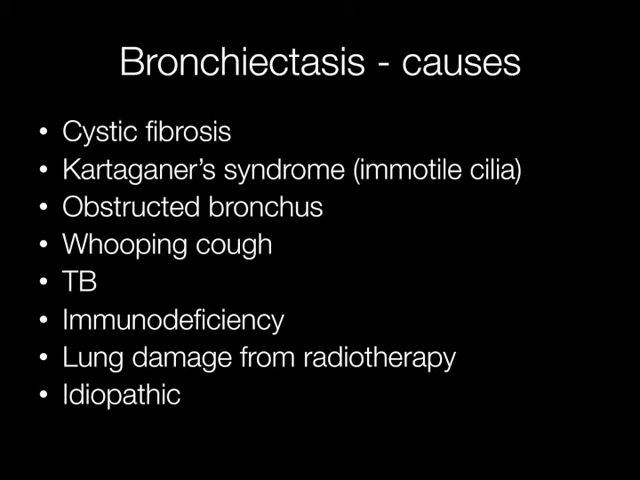 Bronchiectasis - causes
• Cystic fibrosis
• Kartaganer’s syndrome (immotile cilia)
• Obstructed bronchus
• Whooping cough
• TB
• Immunodeficiency
• Lung damage from radiotherapy
• Idiopathic